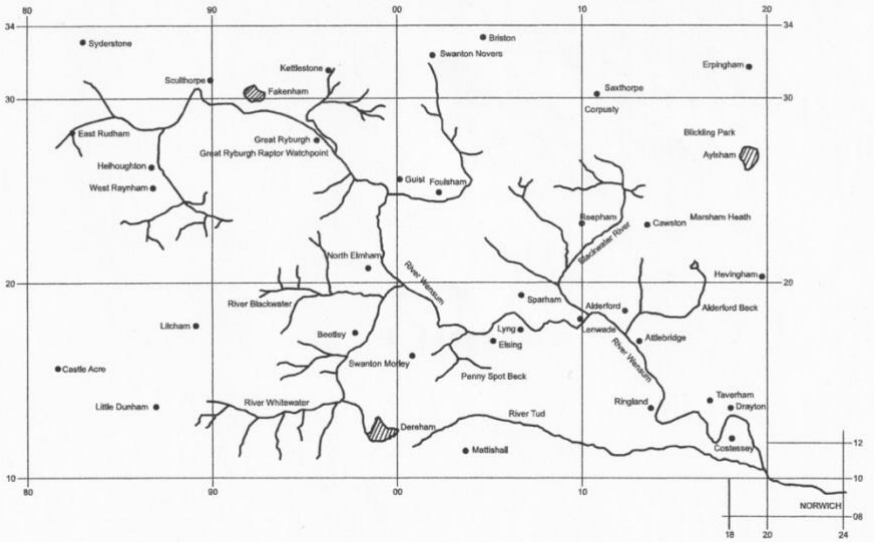 80
90
00
10
20
34
34
Syderstone
Briston
Swanton Novers
Erpingham
Kettlestone
Sculthorpe
Fakenham
Saxthorpe
30
30
Corpusty
East Rudham
Great Ryburgh
Blickling Park
Great Ryburgh Raptor Watchpoint
Aylsham
Helhoughton
West Raynham
Guist
Foulsham
Reepham
Cawston
Marsham Heath
Blackwater River
North Elmham
River Wensum
Hevingham
20
20
River Blackwater
Sparham
Alderford
Alderford Beck
Litcham
Beetley
Lyng
Lenwade
Elsing
Attlebridge
Swanton Morley
River Wensum
Castle Acre
Penny Spot Beck
Little Dunham
River Whitewater
Ringland
Taverham
Drayton
Dereham
River Tud
Mattishall
Costessey
12
10
10
NORWICH
08
80
90
00
10
18
20
24